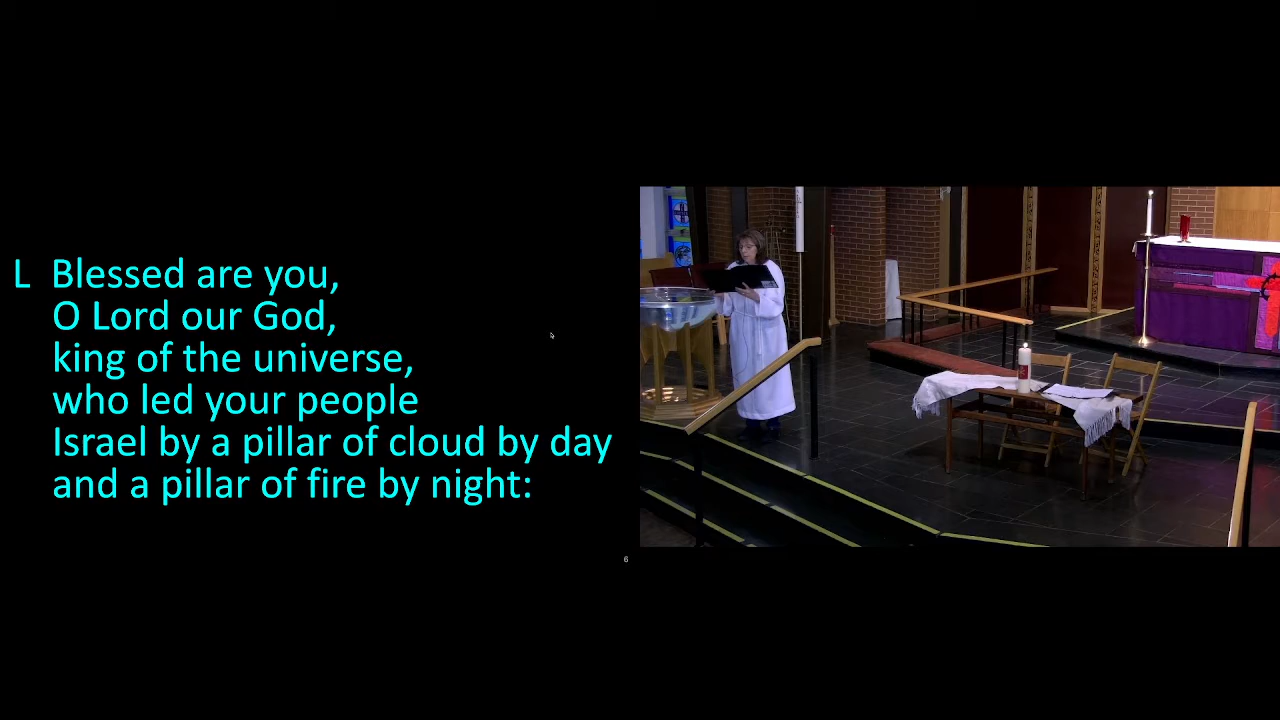 L Blessed are you,
O Lord our God,
king of the universe,
who led your people
Israel by a pillar of cloud by day
and a pillar of fire by night:
6